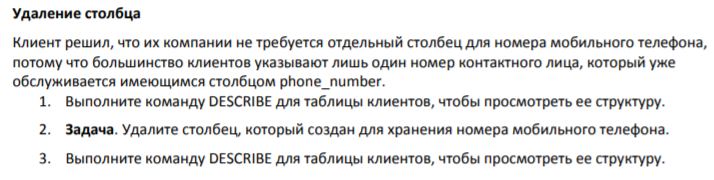 Удаление столбца
Клиент решил, что их компании не требуется отдельный столбец для номера мобильного телефона,
потому что большинство клиентов указывают лишь один номер контактного лица, который уже
обслуживается имеющимся столбцом phone_number.
1. Выполните команду DESCRIBE для таблицы клиентов, чтобы просмотреть ее структуру.
2. Задача. Удалите столбец, который создан для хранения номера мобильного телефона.
3. Выполните команду DESCRIBE для таблицы клиентов, чтобы просмотреть ее структуру.